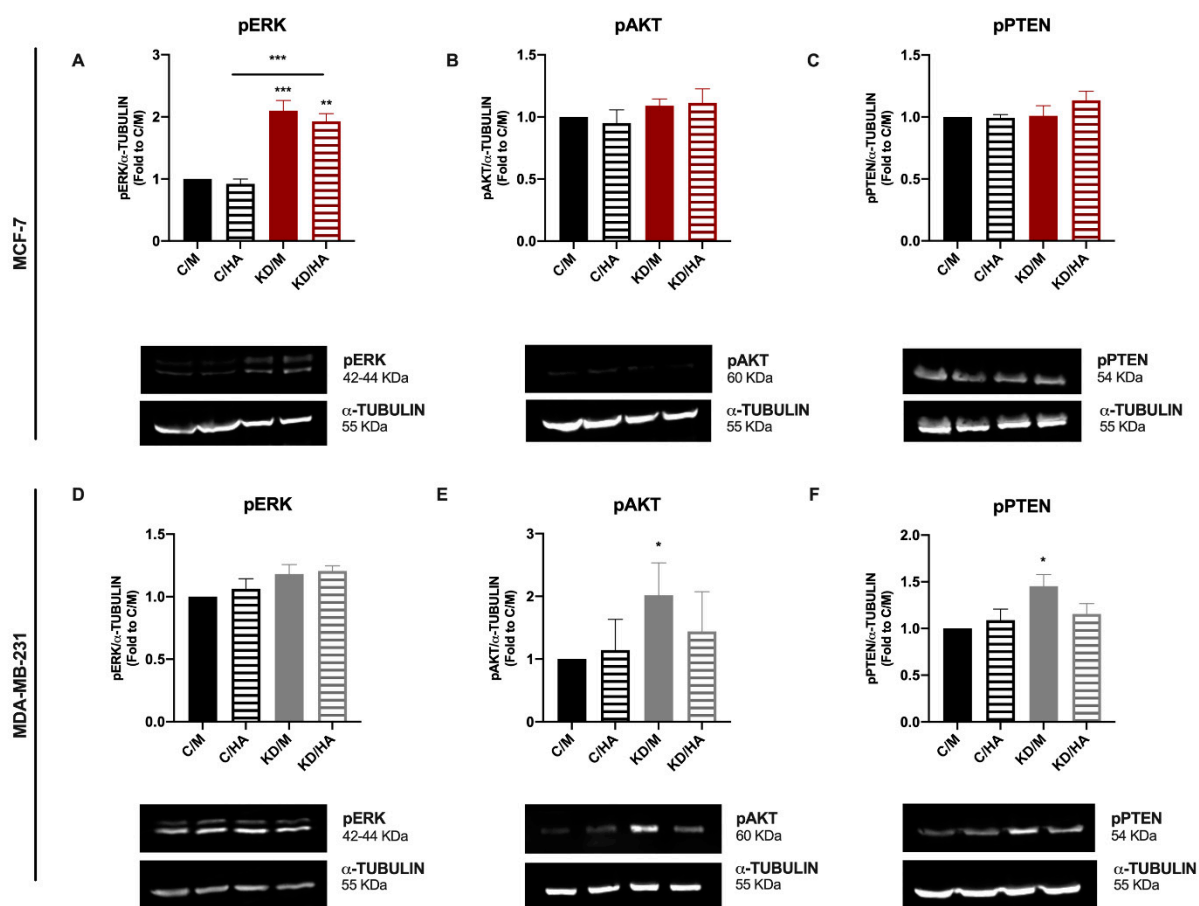 MCF-7
A
pERK
pERK/α-TUBULIN
(Fold to C/M)
3
2
1
0
***
***
**
C/M
C/HA
KD/M
KD/HA
pERK
42-44 KDa
α-TUBULIN
55 KDa
B
pAKT
pAKT/α-TUBULIN
(Fold to C/M)
1.5
1.0
0.5
0.0
C/M
C/HA
KD/M
KD/HA
pAKT
60 KDa
α-TUBULIN
55 KDa
C
pPTEN
pPTEN/α-TUBULIN
(Fold to C/M)
1.5
1.0
0.5
0.0
C/M
C/HA
KD/M
KD/HA
pPTEN
54 KDa
α-TUBULIN
55 KDa
MDA-MB-231
D
pERK
pERK/α-TUBULIN
(Fold to C/M)
1.5
1.0
0.5
0.0
C/M
C/HA
KD/M
KD/HA
pERK
42-44 KDa
α-TUBULIN
55 KDa
E
pAKT
pAKT/α-TUBULIN
(Fold to C/M)
3
2
1
0
*
C/M
C/HA
KD/M
KD/HA
pAKT
60 KDa
α-TUBULIN
55 KDa
F
pPTEN
pPTEN/α-TUBULIN
(Fold to C/M)
2.0
1.5
1.0
0.5
0.0
*
C/M
C/HA
KD/M
KD/HA
pPTEN
54 KDa
α-TUBULIN
55 KDa